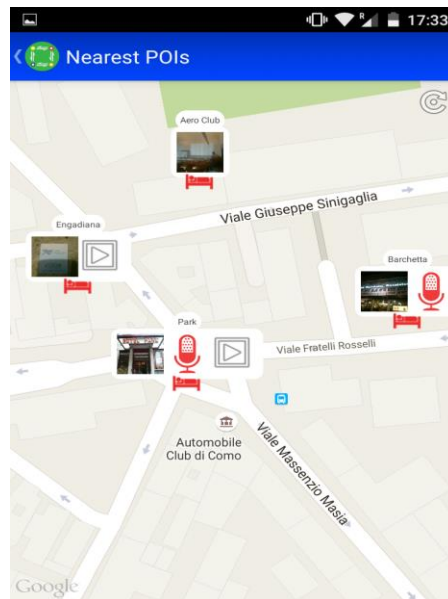 R
17:33
Nearest POIs
Aero Club
Viale Giuseppe Sinigaglia
Engadiana
Barchetta
Park
Viale Fratelli Rosselli
Automobile
Club di Como
Viale Massenzio Masia
Google